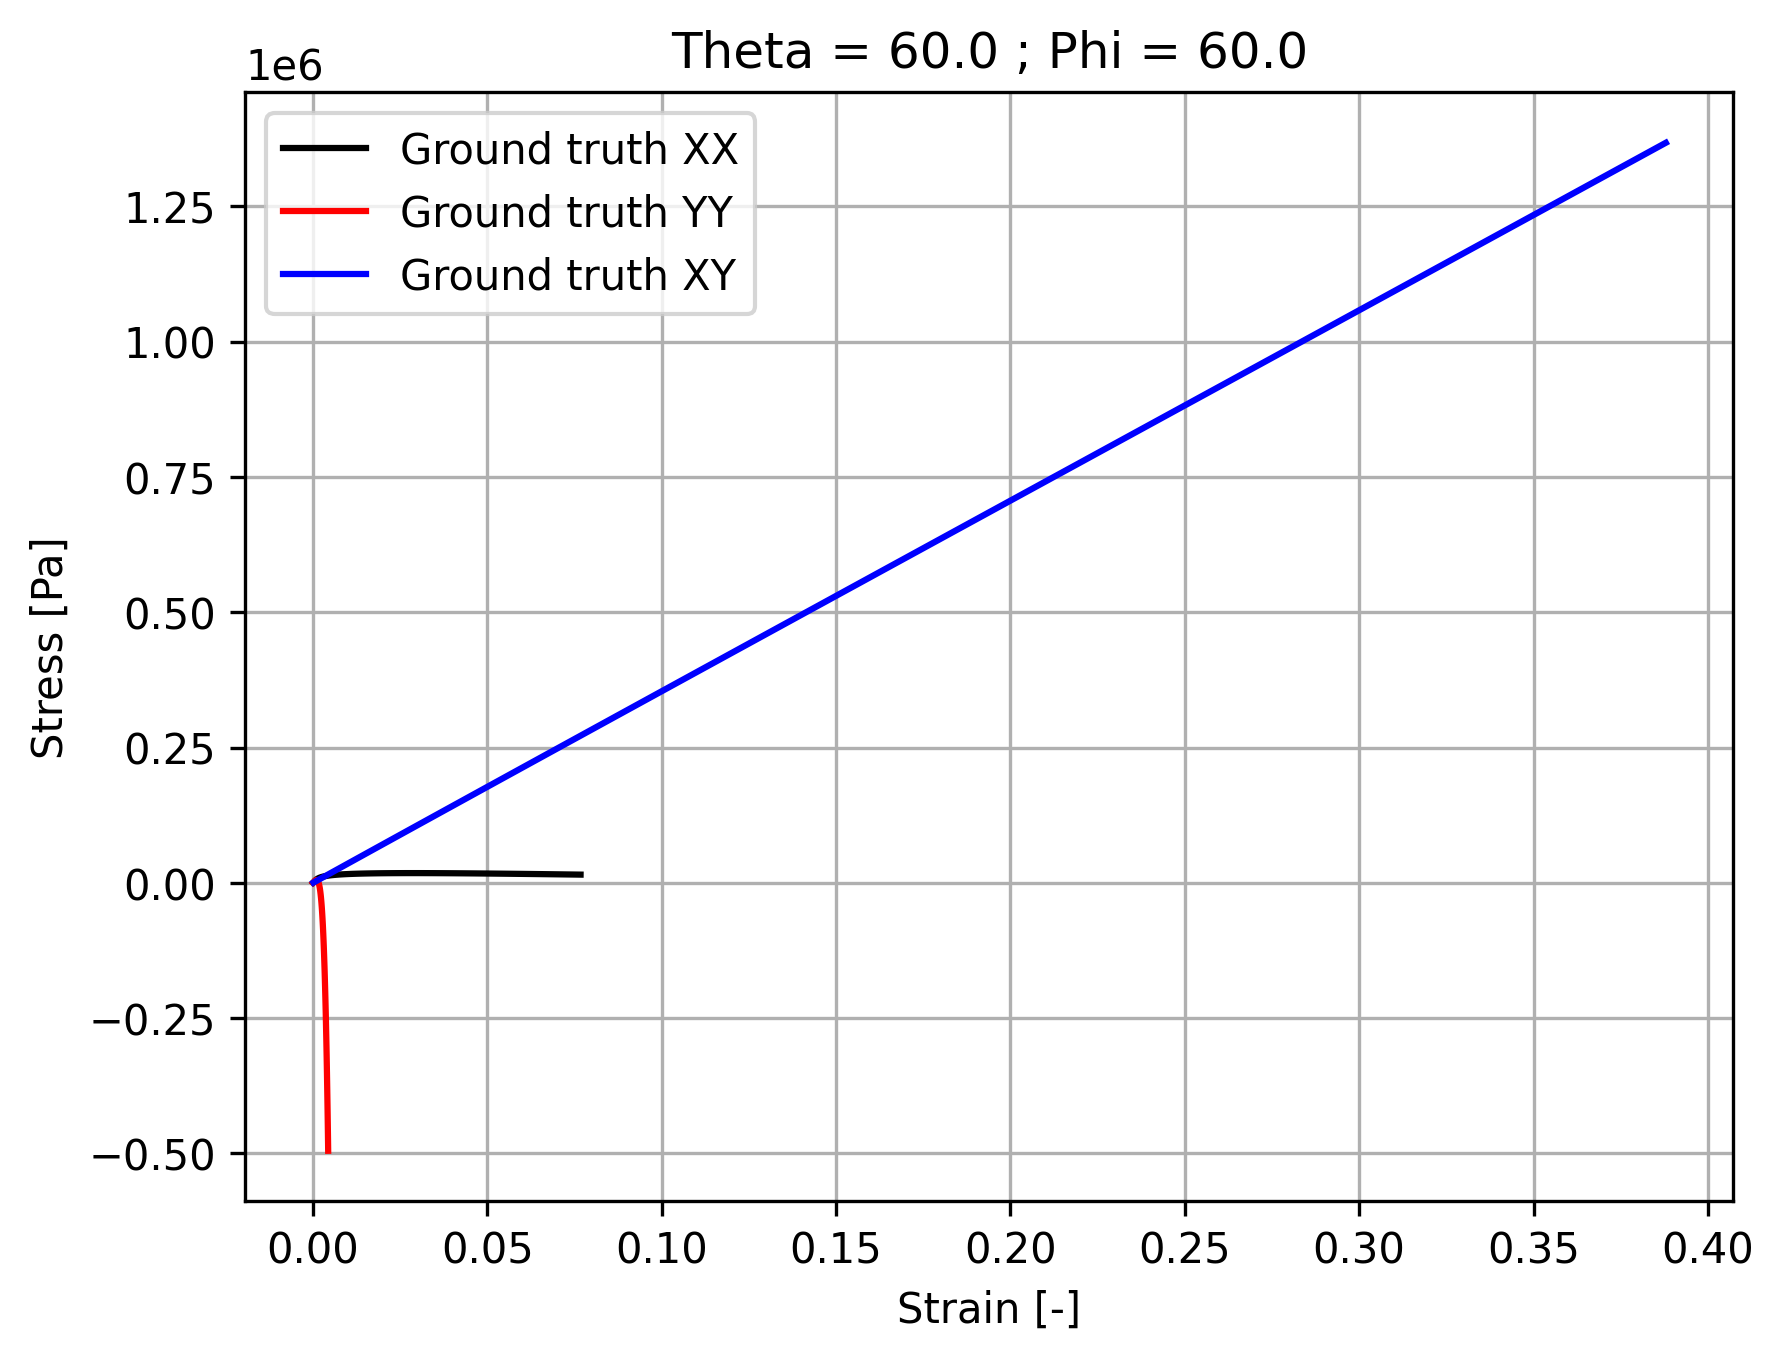 Theta = 60.0 ; Phi = 60.0
1e6
Ground truth XX
Ground truth YY
Ground truth XY
1.25
1.00
0.75
0.50
0.25
0.00
−0.25
−0.50
Stress [Pa]
0.00 0.05 0.10 0.15 0.20 0.25 0.30 0.35 0.40
Strain [-]